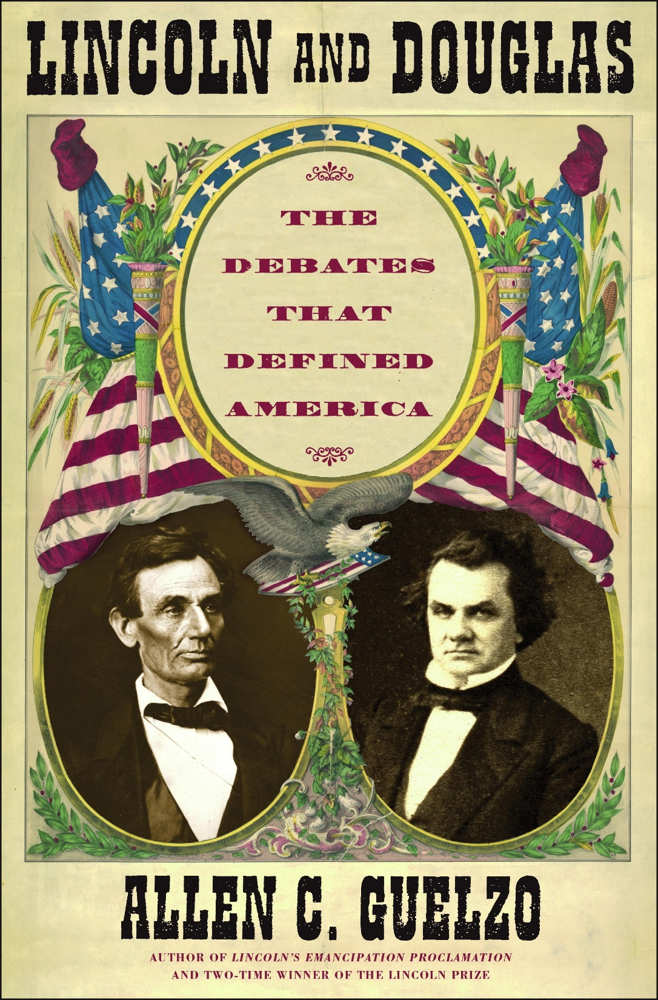 LINCOLN AND DOUGLAS
THE
DEBATES
THAT
DEFINED
AMERICA
ALLEN C. GUELZO
AUTHOR OF LINCOLN'S EMANCIPATION PROCLAMATION
AND TWO-TIME WINNER OF THE LINCOLN PRIZE